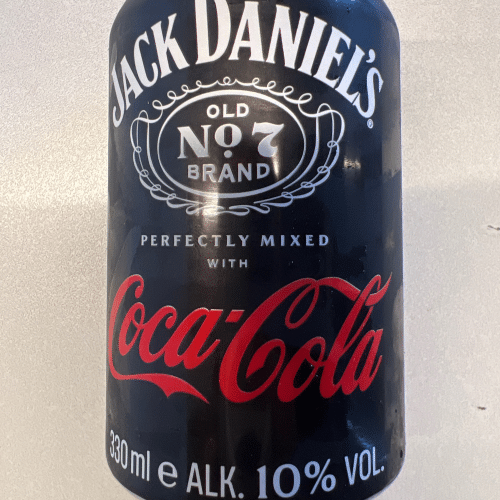 JACK DANIEL'S®
OLD
No 7
BRAND
PERFECTLY MIXED
WITH
Coca-Cola
330ml e ALK. 10% VOL.